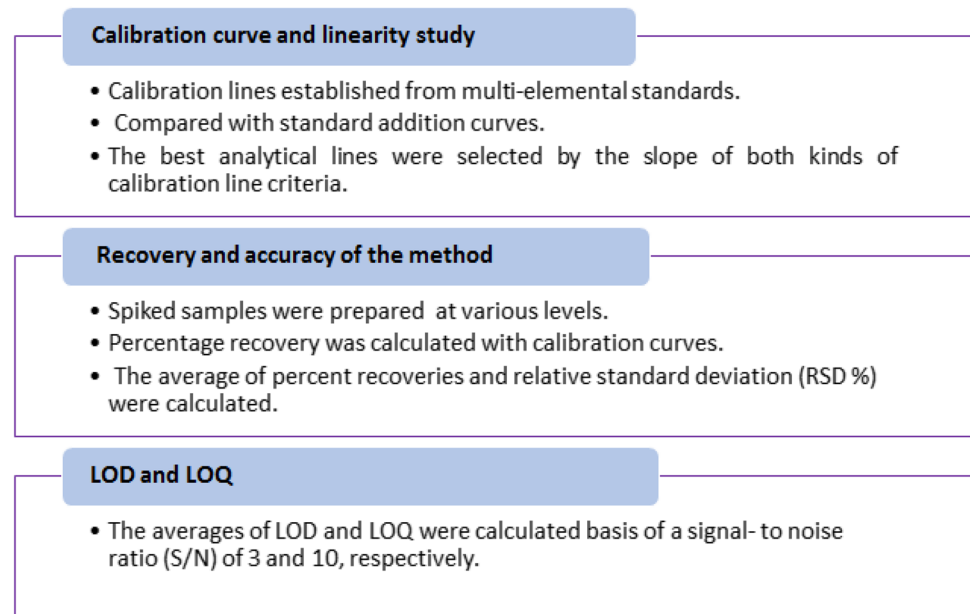 Calibration curve and linearity study
• Calibration lines established from multi-elemental standards.
• Compared with standard addition curves.
• The best analytical lines were selected by the slope of both kinds of
calibration line criteria.
Recovery and accuracy of the method
• Spiked samples were prepared at various levels.
• Percentage recovery was calculated with calibration curves.
• The average of percent recoveries and relative standard deviation (RSD %)
were calculated.
LOD and LOQ
• The averages of LOD and LOQ were calculated basis of a signal- to noise
ratio (S/N) of 3 and 10, respectively.